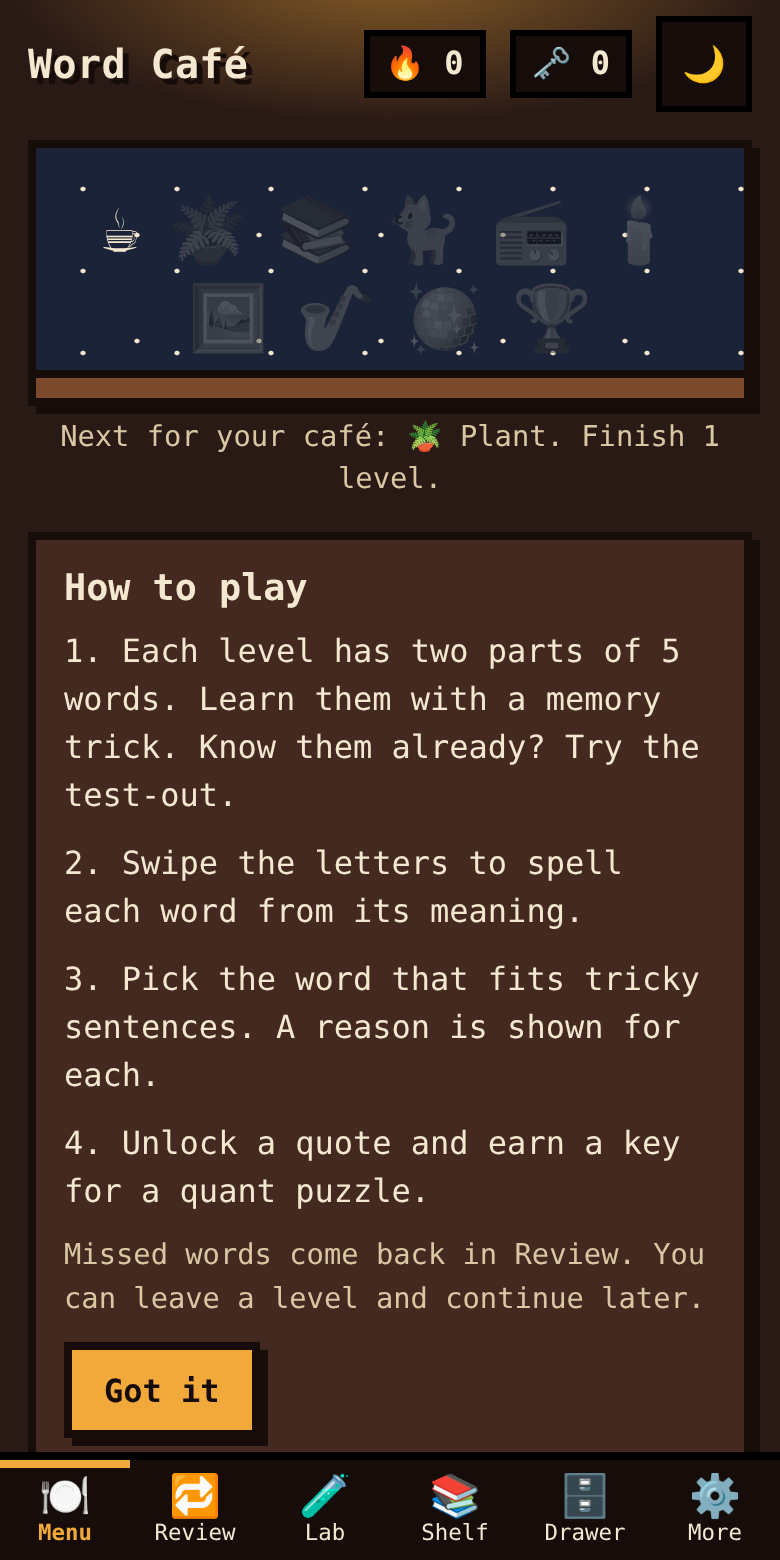 Word Café
0
0
Next for your café: Plant. Finish 1
level.
How to play
1. Each level has two parts of 5
words. Learn them with a memory
trick. Know them already? Try the
test-out.
2. Swipe the letters to spell
each word from its meaning.
3. Pick the word that fits tricky
sentences. A reason is shown for
each.
4. Unlock a quote and earn a key
for a quant puzzle.
Missed words come back in Review. You
can leave a level and continue later.
Got it
Menu
Review
Lab
Shelf
Drawer
More